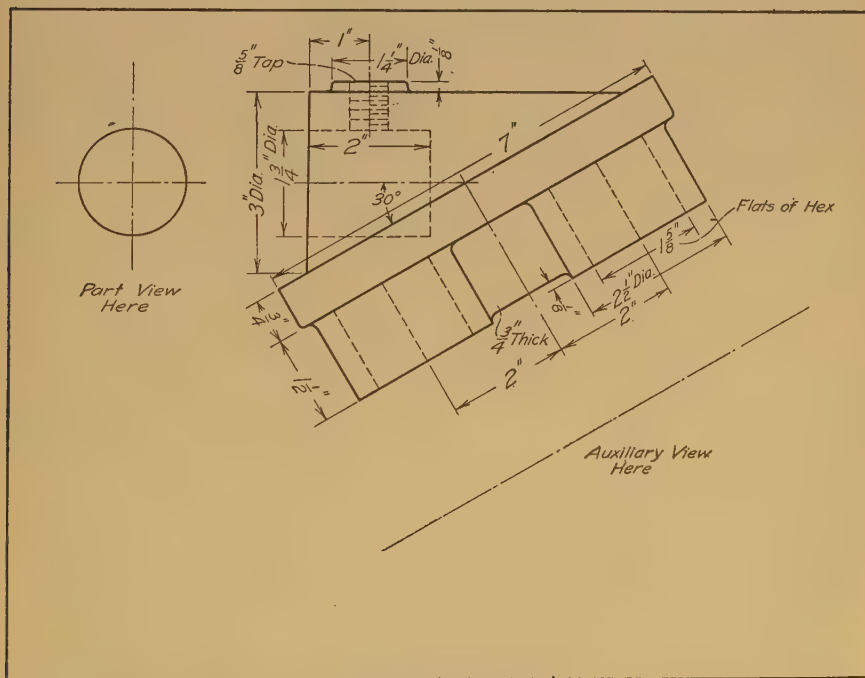 1"
5/8" Tap
1 1/4" Dia.
1/8"
3" Dia.
2"
1 3/4" Dia.
7"
30°
Flats of Hex
1 5/8"
2 1/2" Dia.
2"
1/8"
1 3/4 Thick
2"
3/4"
1 1/2"
Part View
Here
Auxiliary View
Here